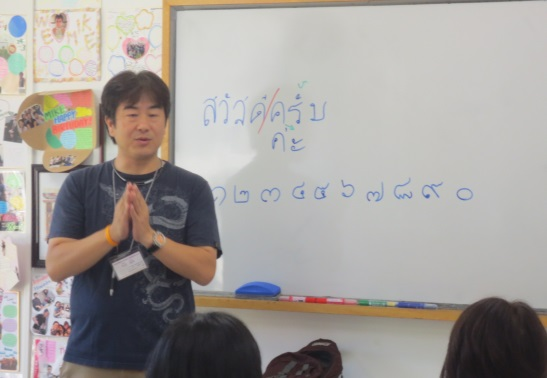 สวัสดี/ครับ
ค่ะ
๑ ๒ ๓ ๔ ๕ ๖ ๗ ๘ ๙ ๐